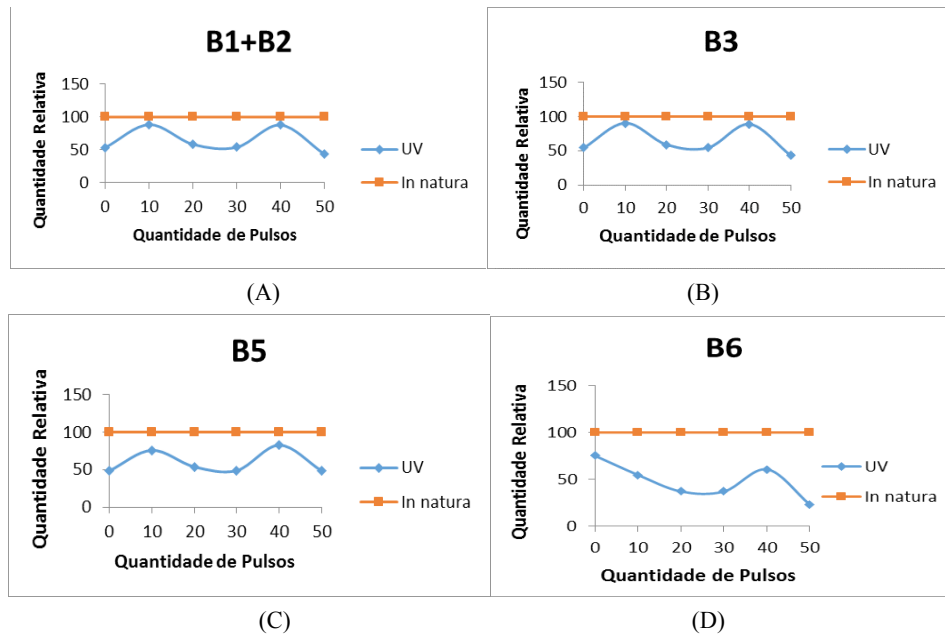 B1+B2
Quantidade Relativa
150
100
50
0
0 10 20 30 40 50
Quantidade de Pulsos
UV
In natura
(A)
B3
Quantidade Relativa
150
100
50
0
0 10 20 30 40 50
Quantidade de Pulsos
UV
In natura
(B)
B5
Quantidade Relativa
150
100
50
0
0 10 20 30 40 50
Quantidade de Pulsos
UV
In natura
(C)
B6
Quantidade Relativa
150
100
50
0
0 10 20 30 40 50
Quantidade de Pulsos
UV
In natura
(D)